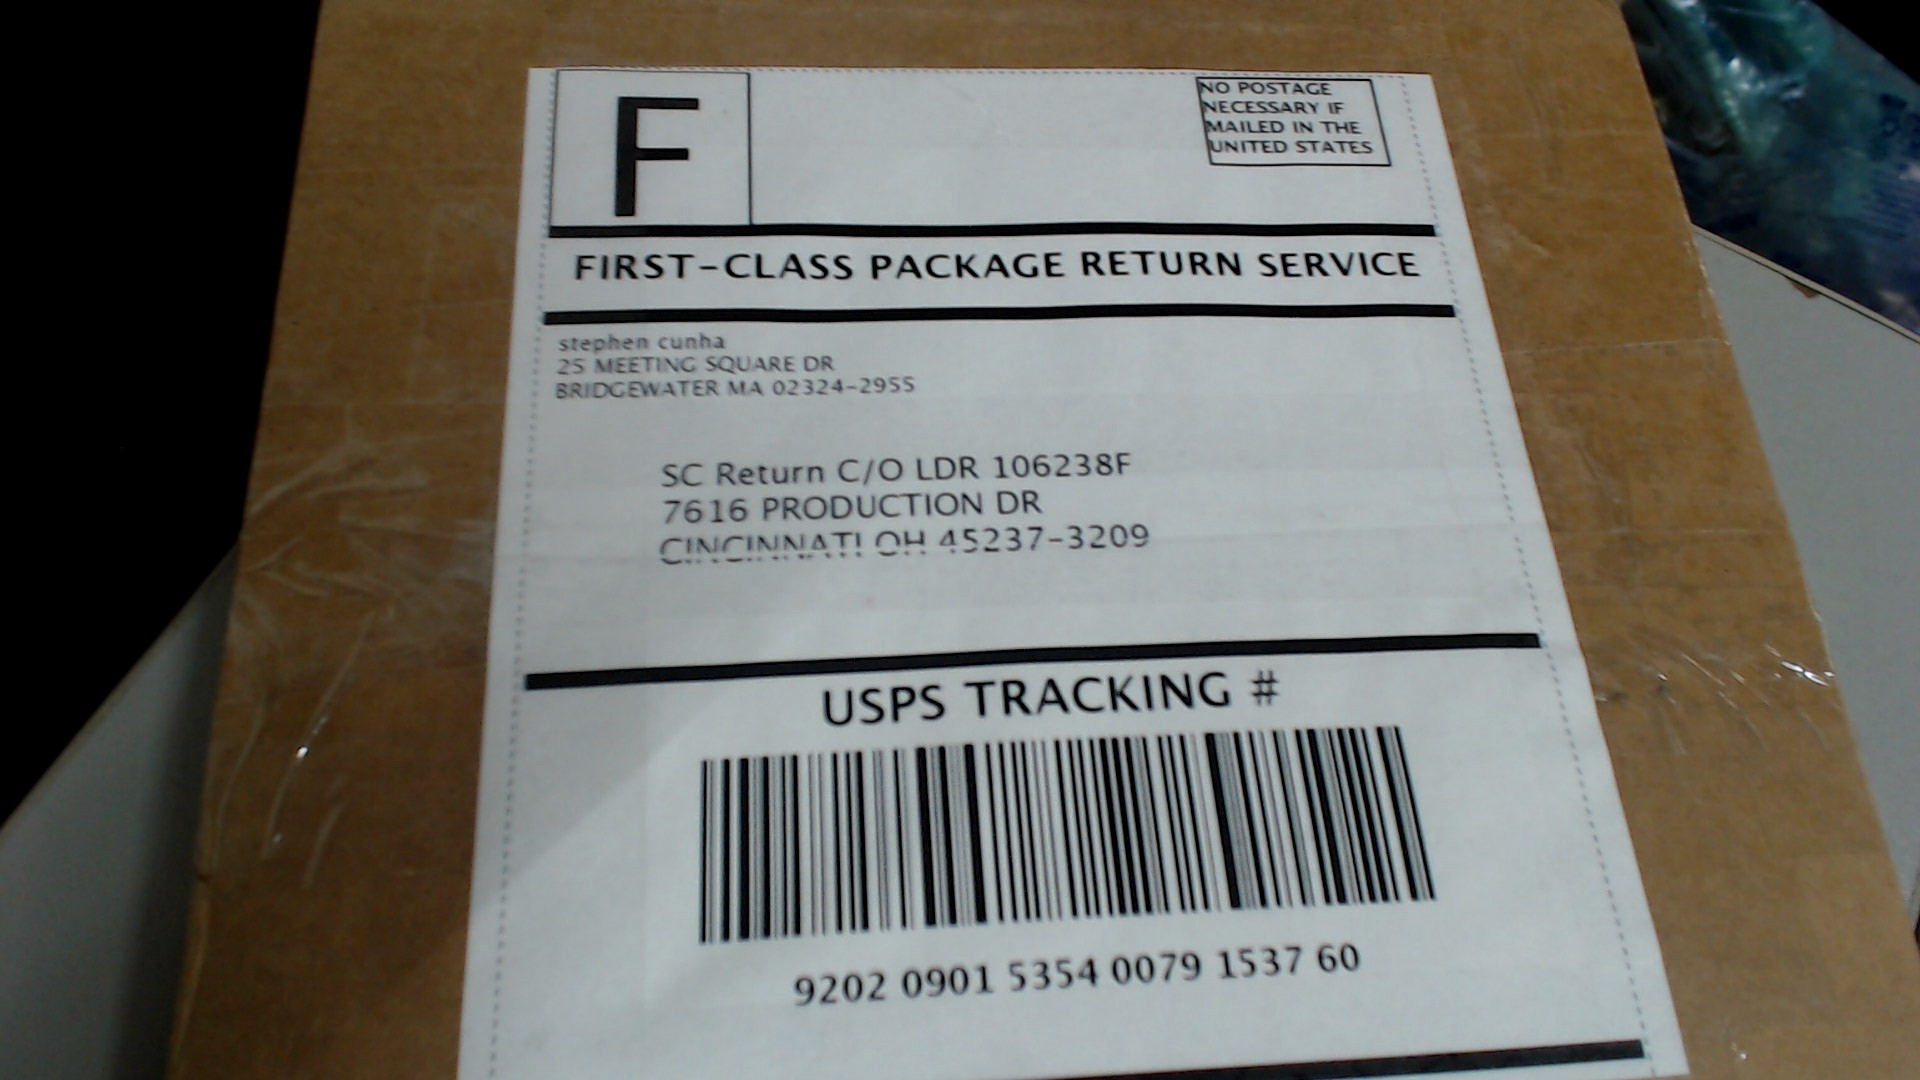 F
NO POSTAGE
NECESSARY IF
MAILED IN THE
UNITED STATES
FIRST-CLASS PACKAGE RETURN SERVICE
stephen cunha
25 MEETING SQUARE DR
BRIDGEWATER MA 02324-2955
SC Return C/O LDR 106238F
7616 PRODUCTION DR
CINCINNATI OH 45237-3209
USPS TRACKING #
9202 0901 5354 0079 1537 60